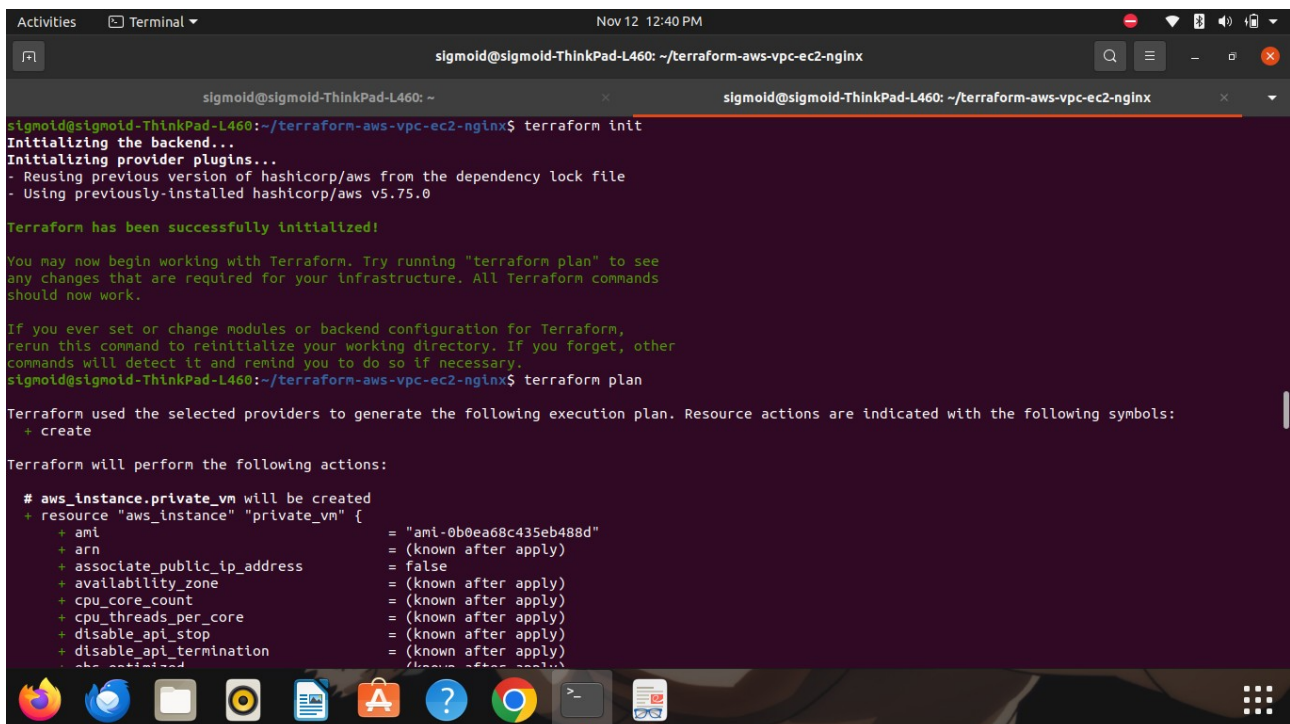 Activities Terminal Nov 12 12:40 PM
sigmoid@sigmoid-ThinkPad-L460: ~/terraform-aws-vpc-ec2-nginx
sigmoid@sigmoid-ThinkPad-L460: ~ sigmoid@sigmoid-ThinkPad-L460: ~/terraform-aws-vpc-ec2-nginx
sigmoid@sigmoid-ThinkPad-L460:~/terraform-aws-vpc-ec2-nginx$ terraform init
Initializing the backend...
Initializing provider plugins...
- Reusing previous version of hashicorp/aws from the dependency lock file
- Using previously-installed hashicorp/aws v5.75.0
Terraform has been successfully initialized!
You may now begin working with Terraform. Try running "terraform plan" to see
any changes that are required for your infrastructure. All Terraform commands
should now work.
If you ever set or change modules or backend configuration for Terraform,
rerun this command to reinitialize your working directory. If you forget, other
commands will detect it and remind you to do so if necessary.
sigmoid@sigmoid-ThinkPad-L460:~/terraform-aws-vpc-ec2-nginx$ terraform plan
Terraform used the selected providers to generate the following execution plan. Resource actions are indicated with the following symbols:
+ create
Terraform will perform the following actions:
# aws_instance.private_vm will be created
+ resource "aws_instance" "private_vm" {
+ ami = "ami-0b0ea68c435eb488d"
+ arn = (known after apply)
+ associate_public_ip_address = false
+ availability_zone = (known after apply)
+ cpu_core_count = (known after apply)
+ cpu_threads_per_core = (known after apply)
+ disable_api_stop = (known after apply)
+ disable_api_termination = (known after apply)
+ ebs_optimized = (known after apply)